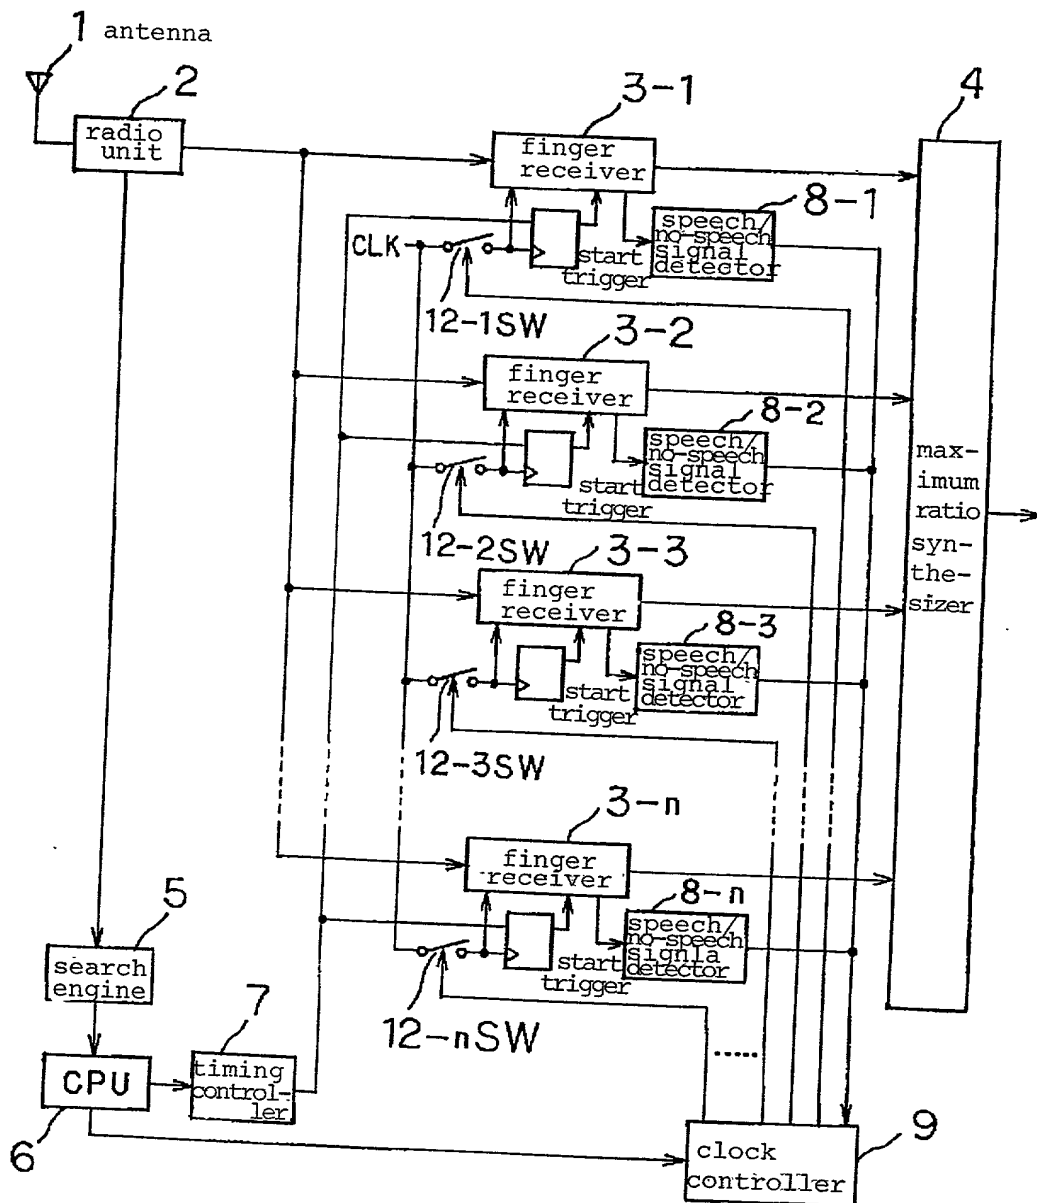 1 antenna
2
radio
unit
3-1
finger
receiver
4
8-1
speech/
no-speech
signal
detector
CLK
start
trigger
12-1SW
3-2
finger
receiver
8-2
speech/
no-speech
signal
detector
start
trigger
12-2SW
max-
imum
ratio
syn-
the-
sizer
3-3
finger
receiver
8-3
speech/
no-speech
signal
detector
start
trigger
12-3SW
3-n
finger
receiver
8-n
speech/
no-speech
signla
detector
start
trigger
12-nSW
5
search
engine
7
timing
control-
ler
CPU
6
9
clock
controller